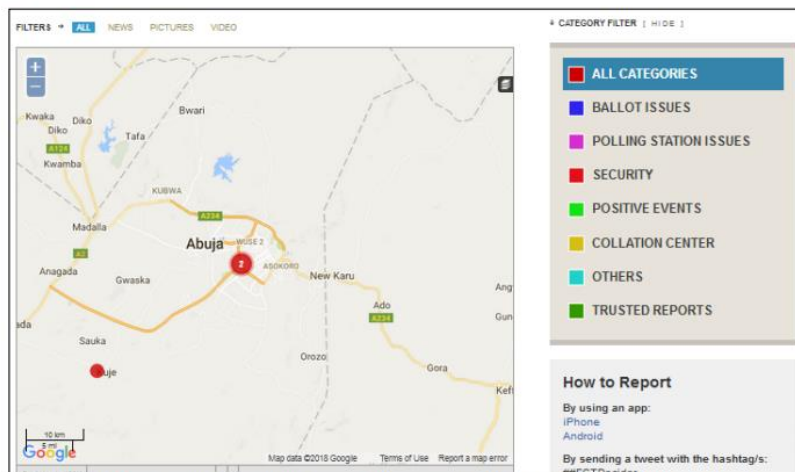 FILTERS → ALL NEWS PICTURES VIDEO
CATEGORY FILTER [ HIDE ]
+
−
Kwaka
Diko
Diko
Tafa
Bwari
A124
Kwamba
KUBWA
A234
Madalla
Abuja
WUSE 2
A2
2
ASOKORO
Anagada
Gwaska
New Karu
Ado
A234
Sauka
Orozo
Gora
10 km
5 mi
Google
Map data ©2018 Google
Terms of Use
Report a map error
ALL CATEGORIES
BALLOT ISSUES
POLLING STATION ISSUES
SECURITY
POSITIVE EVENTS
COLLATION CENTER
OTHERS
TRUSTED REPORTS
How to Report
By using an app:
iPhone
Android
By sending a tweet with the hashtag/s: